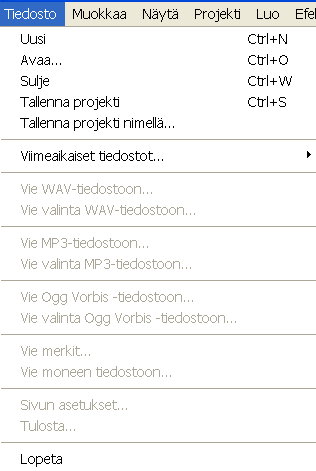 Tiedosto Muokkaa Näytä Projekti Luo Efel
Uusi Ctrl+N
Avaa... Ctrl+O
Sulje Ctrl+W
Tallenna projekti Ctrl+S
Tallenna projekti nimellä...
Viimeaikaiset tiedostot...
Vie WAV-tiedostoon...
Vie valinta WAV-tiedostoon...
Vie MP3-tiedostoon...
Vie valinta MP3-tiedostoon...
Vie Ogg Vorbis -tiedostoon...
Vie valinta Ogg Vorbis -tiedostoon...
Vie merkit...
Vie moneen tiedostoon...
Sivun asetukset...
Tulosta...
Lopeta